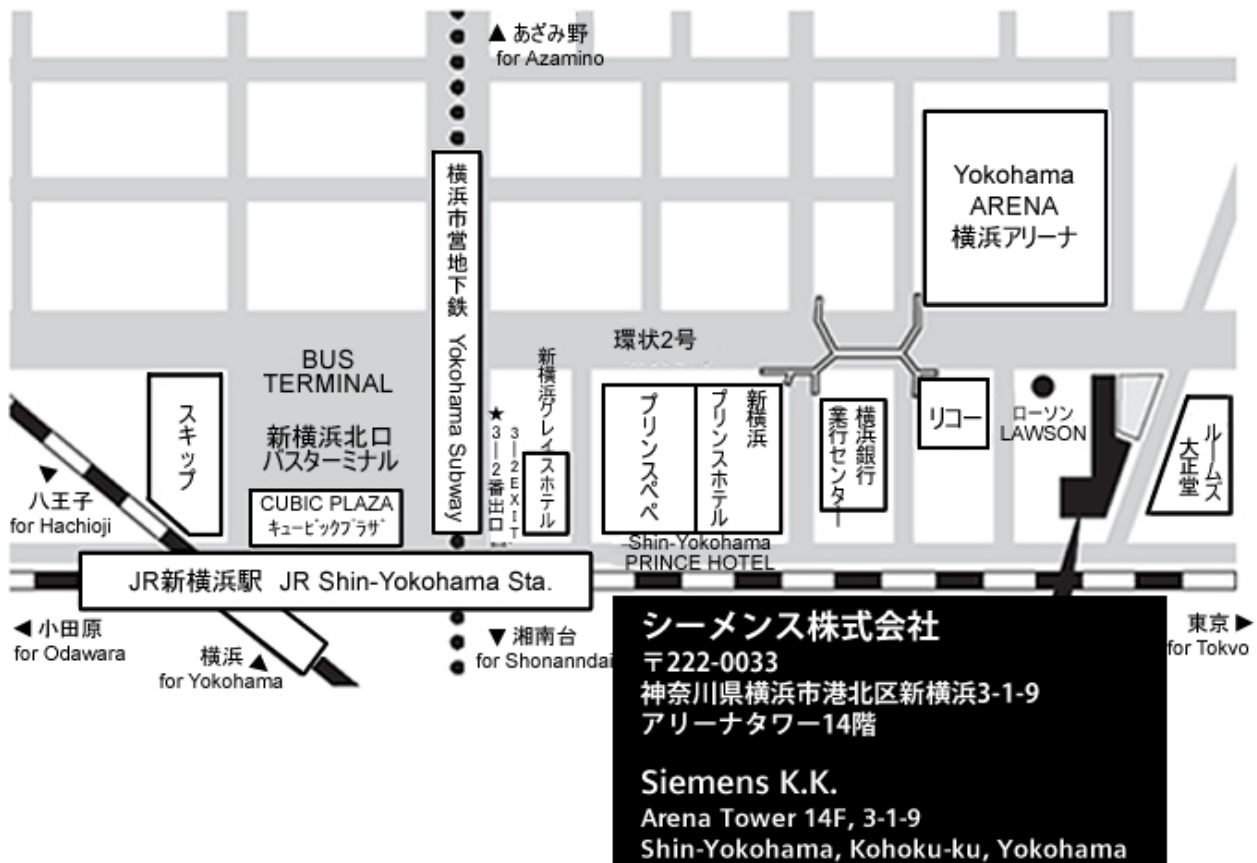 ▲ あざみ野
for Azamino
横浜市営地下鉄 Yokohama Subway
Yokohama
ARENA
横浜アリーナ
環状2号
BUS
TERMINAL
新横浜北口
バスターミナル
スキップ
CUBIC PLAZA
キュービックプラザ
★3―2番出口
3―2EXIT
新横浜グレイスホテル
プリンスペペ
新横浜
プリンスホテル
Shin-Yokohama
PRINCE HOTEL
横浜銀行
業行センター
リコー
ローソン
LAWSON
ルームズ
大正堂
八王子
for Hachioji
JR新横浜駅 JR Shin-Yokohama Sta.
◀ 小田原
for Odawara
横浜 ▲
for Yokohama
▼ 湘南台
for Shonanndai
東京 ▶
for Tokvo
シーメンス株式会社
〒222-0033
神奈川県横浜市港北区新横浜3-1-9
アリーナタワー14階
Siemens K.K.
Arena Tower 14F, 3-1-9
Shin-Yokohama, Kohoku-ku, Yokohama